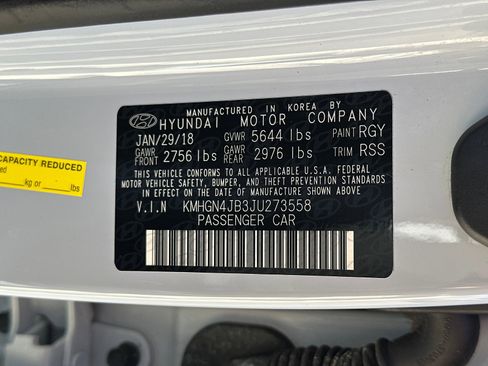 MANUFACTURED IN KOREA BY
HYUNDAI MOTOR COMPANY
JAN/29/18 GVWR 5644 lbs PAINT RGY
GAWR FRONT 2756 lbs GAWR REAR 2976 lbs TRIM RSS
THIS VEHICLE CONFORMS TO ALL APPLICABLE U.S.A. FEDERAL
MOTOR VEHICLE SAFETY, BUMPER, AND THEFT PREVENTION
STANDARDS IN EFFECT ON THE DATE OF MANUFACTURE SHOWN ABOVE.
V.I.N KMHGN4JB3JU273558
PASSENGER CAR
CAPACITY REDUCED
kg or lbs